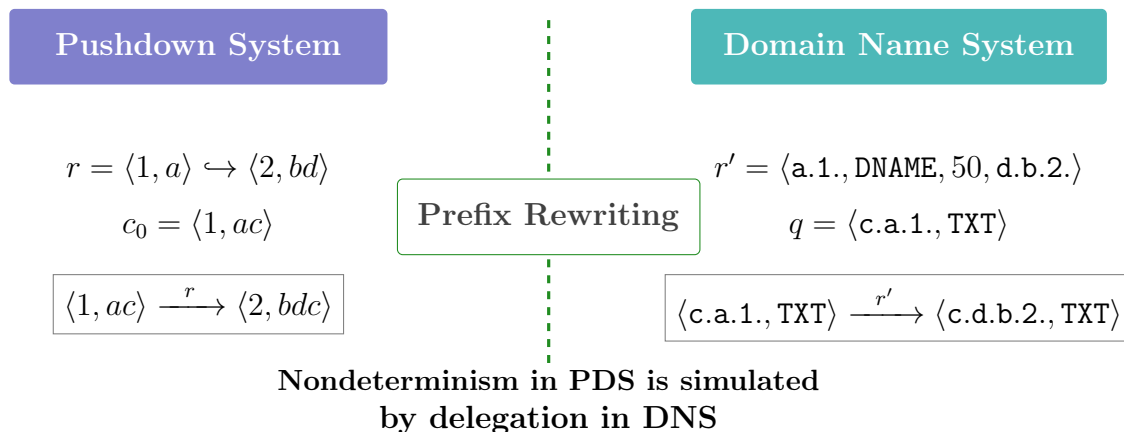 Pushdown System
Domain Name System
r = ⟨1, a⟩ ↪ ⟨2, bd⟩
c₀ = ⟨1, ac⟩
⟨1, ac⟩ —r→ ⟨2, bdc⟩
Prefix Rewriting
r′ = ⟨a.1., DNAME, 50, d.b.2.⟩
q = ⟨c.a.1., TXT⟩
⟨c.a.1., TXT⟩ —r′→ ⟨c.d.b.2., TXT⟩
Nondeterminism in PDS is simulated
by delegation in DNS